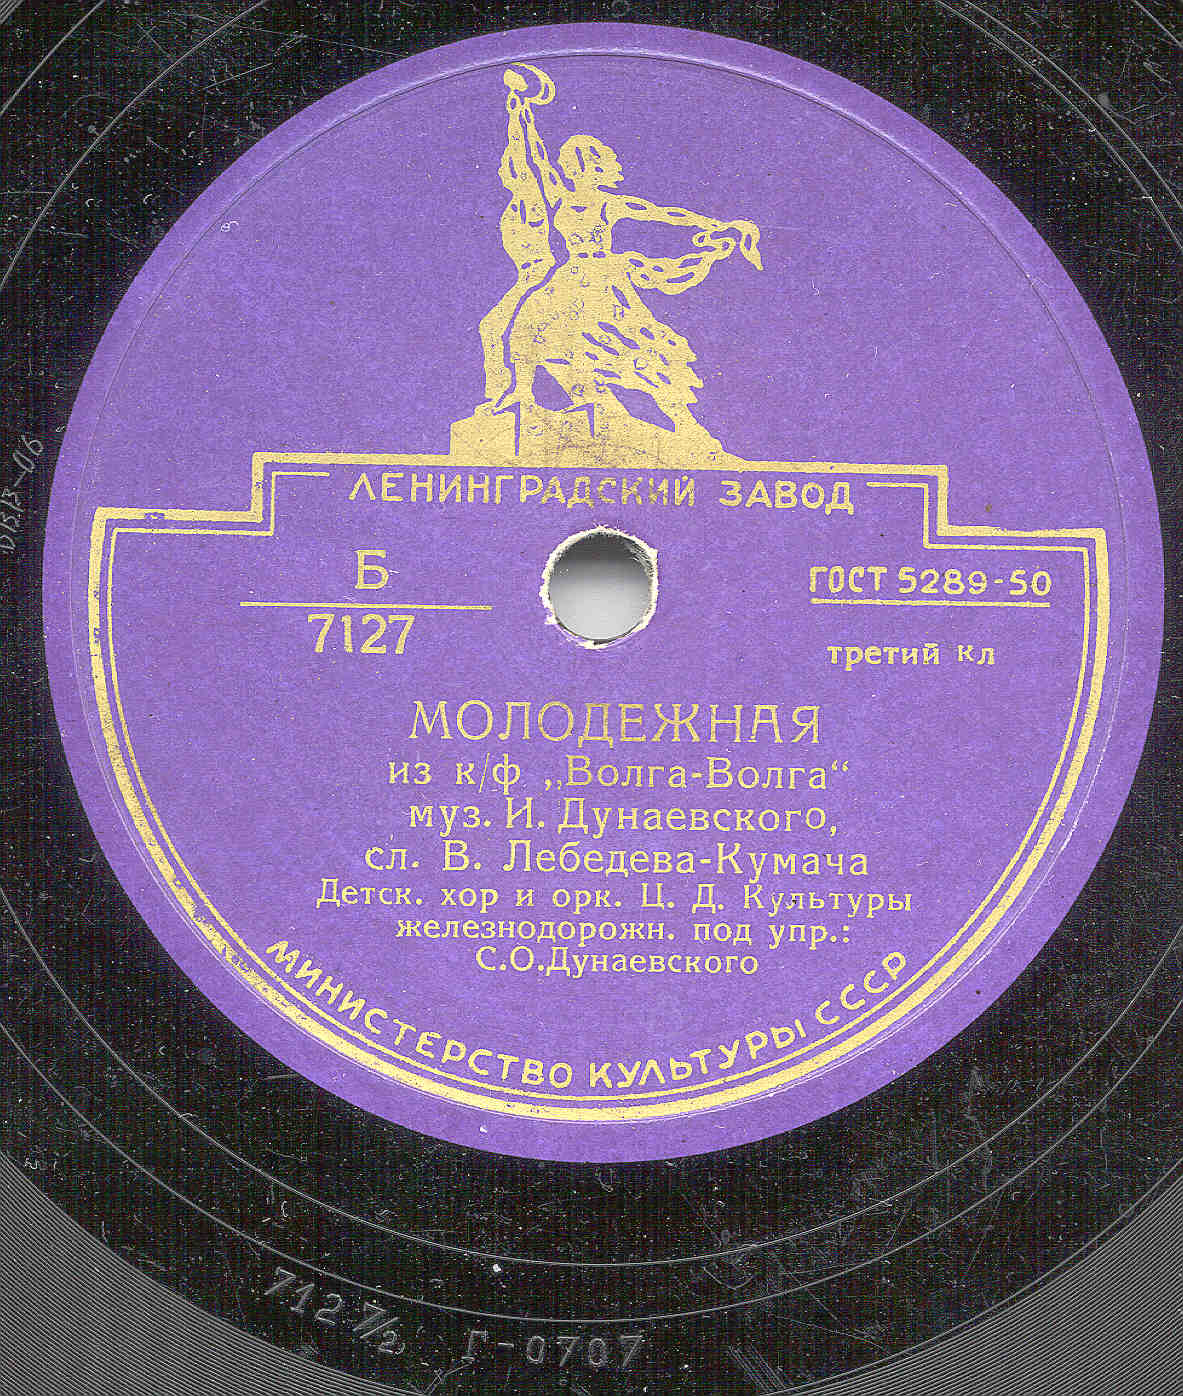 ЛЕНИНГРАДСКИЙ ЗАВОД
Б
7127
ГОСТ 5289-50
третий кл
МОЛОДЕЖНАЯ
из к/ф „Волга-Волга“
муз. И. Дунаевского,
сл. В. Лебедева-Кумача
Детск. хор и орк. Ц. Д. Культуры
железнодорожн. под упр.:
С.О.Дунаевского
МИНИСТЕРСТВО КУЛЬТУРЫ СССР
7127/2
Г-0707